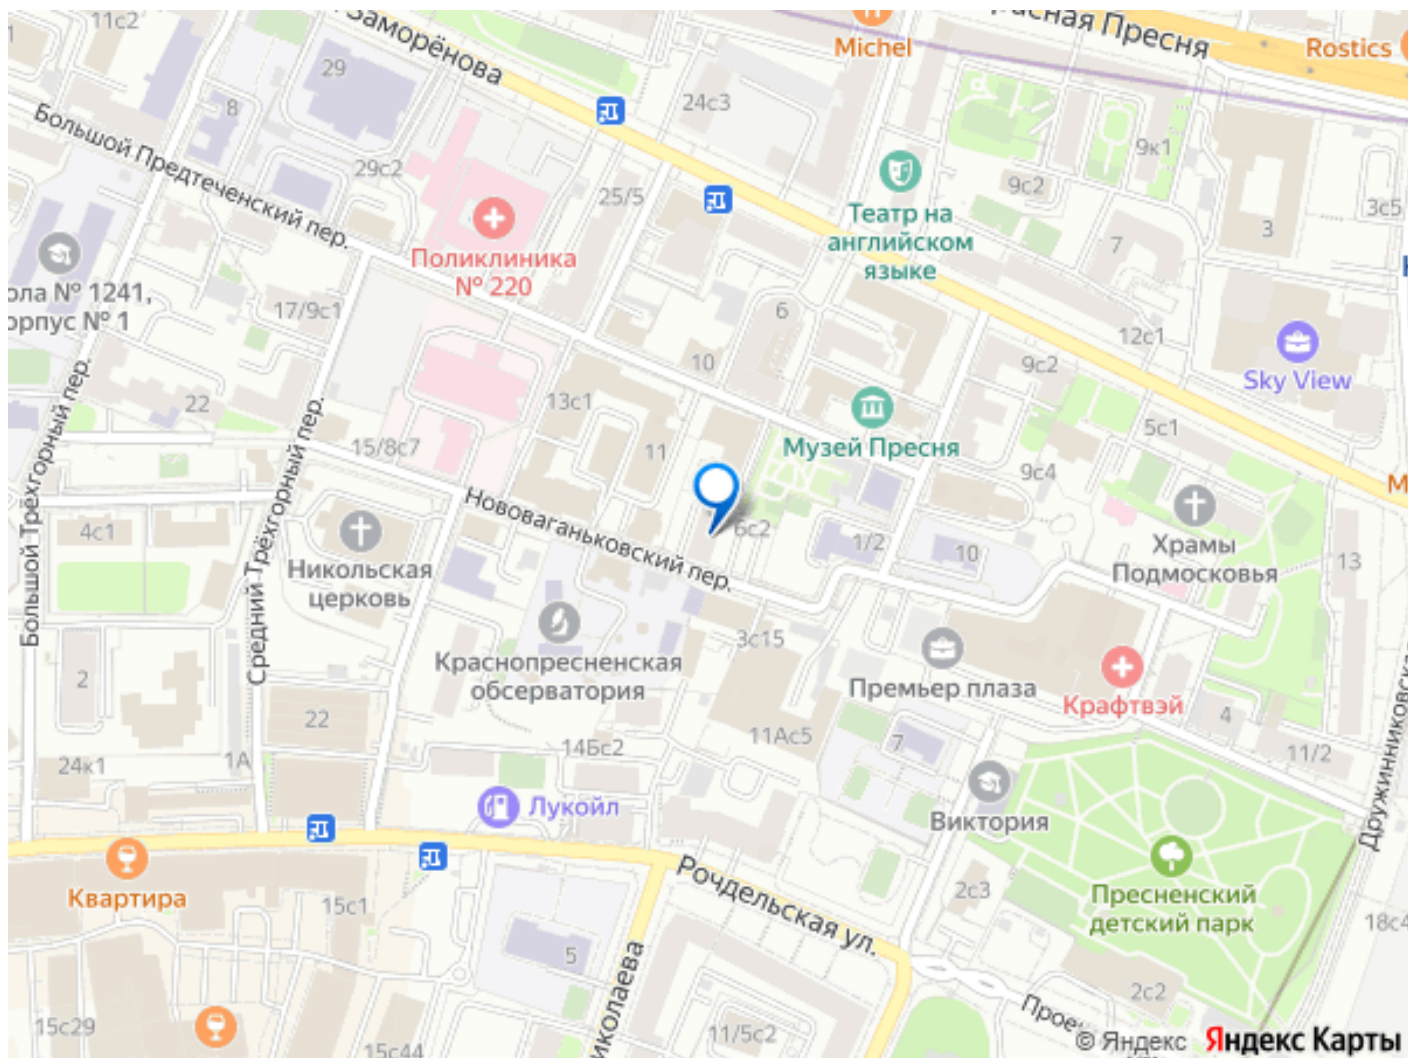 11с2
Заморёнова
Michel
Красная Пресня
Rostics
1
29
8
24с3
9к1
Большой Предтеченский пер.
29с2
25/5
9с2
3с5
Театр на
английском
языке
7
3
Поликлиника
№ 220
ола № 1241,
орпус № 1
17/9с1
6
12с1
10
9с2
Sky View
22
13с1
Музей Пресня
5с1
15/8с7
11
9с4
М
Большой Трёхгорный пер.
Средний Трёхгорный пер.
Нововаганьковский пер.
4с1
6с2
1/2
10
Храмы
Подмосковья
13
Никольская
церковь
3с15
Краснопресненская
обсерватория
2
Премьер плаза
Крафтвэй
22
4
11Ас5
7
11/2
14Бс2
1А
24к1
Лукойл
Виктория
Дружинниковская
Квартира
15с1
Рочдельская ул.
2с3
Пресненский
детский парк
18с4
5
иколаева
2с2
15с29
15с44
11/5с2
Прое
© Яндекс Яндекс Карты